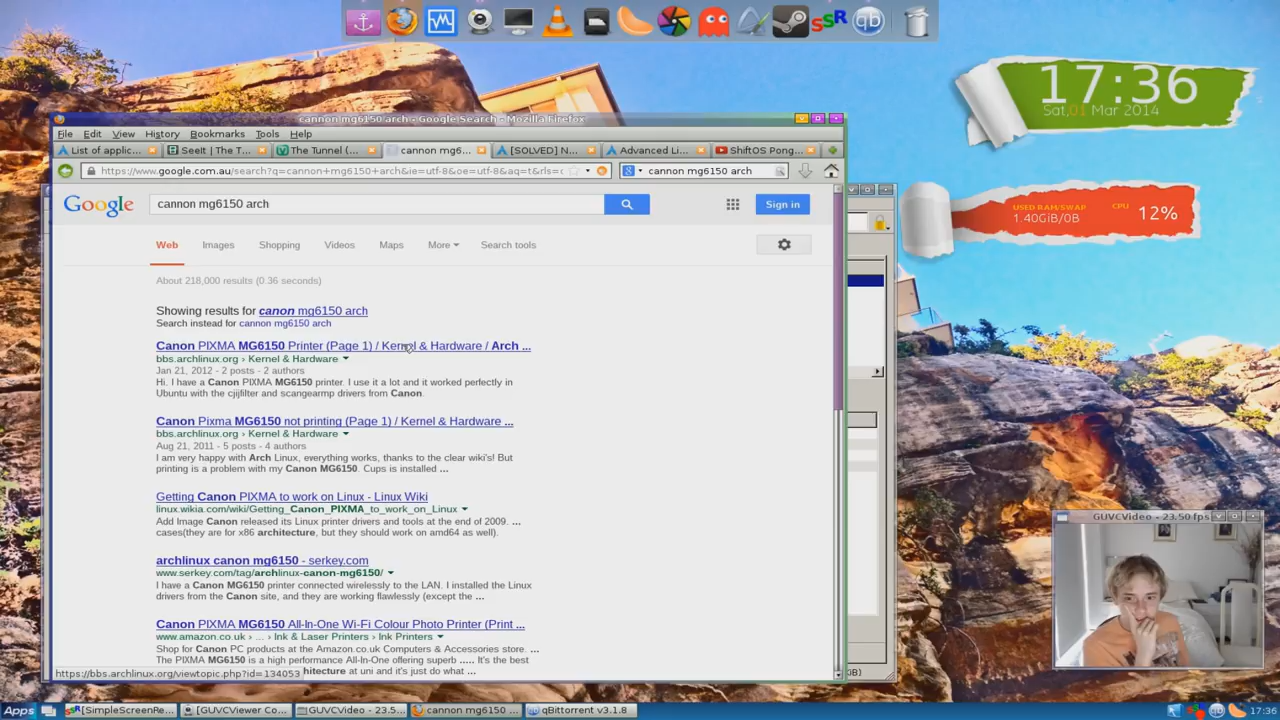 17:36
Sat,01 Mar 2014
SSR
qb
cannon mg6150 arch - Google Search - Mozilla Firefox
File Edit View History Bookmarks Tools Help
List of applic...
SeeIt | The T...
The Tunnel (...
cannon mg6...
[SOLVED] N...
Advanced Li...
ShiftOS Pong...
https://www.google.com.au/search?q=cannon+mg6150+arch&ie=utf-8&oe=utf-8&aq=t&rls=c
cannon mg6150 arch
USED RAM/SWAP
1.40GiB/0B
CPU
12%
Google
cannon mg6150 arch
Sign in
Web Images Shopping Videos Maps More Search tools
About 218,000 results (0.36 seconds)
Showing results for canon mg6150 arch
Search instead for cannon mg6150 arch
Canon PIXMA MG6150 Printer (Page 1) / Kernel & Hardware / Arch ...
bbs.archlinux.org › Kernel & Hardware
Jan 21, 2012 - 2 posts - 2 authors
Hi, I have a Canon PIXMA MG6150 printer. I use it a lot and it worked perfectly in
Ubuntu with the cjijfilter and scangearmp drivers from Canon.
Canon Pixma MG6150 not printing (Page 1) / Kernel & Hardware ...
bbs.archlinux.org › Kernel & Hardware
Aug 21, 2011 - 5 posts - 4 authors
I am very happy with Arch Linux, everything works, thanks to the clear wiki's! But
printing is a problem with my Canon MG6150. Cups is installed ...
Getting Canon PIXMA to work on Linux - Linux Wiki
linux.wikia.com/wiki/Getting_Canon_PIXMA_to_work_on_Linux
Add Image Canon released its Linux printer drivers and tools at the end of 2009. ...
cases(they are for x86 architecture, but they should work on amd64 as well).
archlinux canon mg6150 - serkey.com
www.serkey.com/tag/archlinux-canon-mg6150/
I have a Canon MG6150 printer connected wirelessly to the LAN. I installed the Linux
drivers from the Canon site, and they are working flawlessly (except the ...
Canon PIXMA MG6150 All-In-One Wi-Fi Colour Photo Printer (Print ...
www.amazon.co.uk › ... › Ink & Laser Printers › Ink Printers
Shop for Canon PC products at the Amazon.co.uk Computers & Accessories store. ...
The PIXMA MG6150 is a high performance All-In-One offering superb ..... It's the best
hitecture at uni and it's just do what ...
https://bbs.archlinux.org/viewtopic.php?id=134053
GUVCVideo - 23.50 fps
Apps
[SimpleScreenRe...
[GUVCViewer Co...
GUVCVideo - 23.5...
cannon mg6150 ...
qBittorrent v3.1.8
17:36